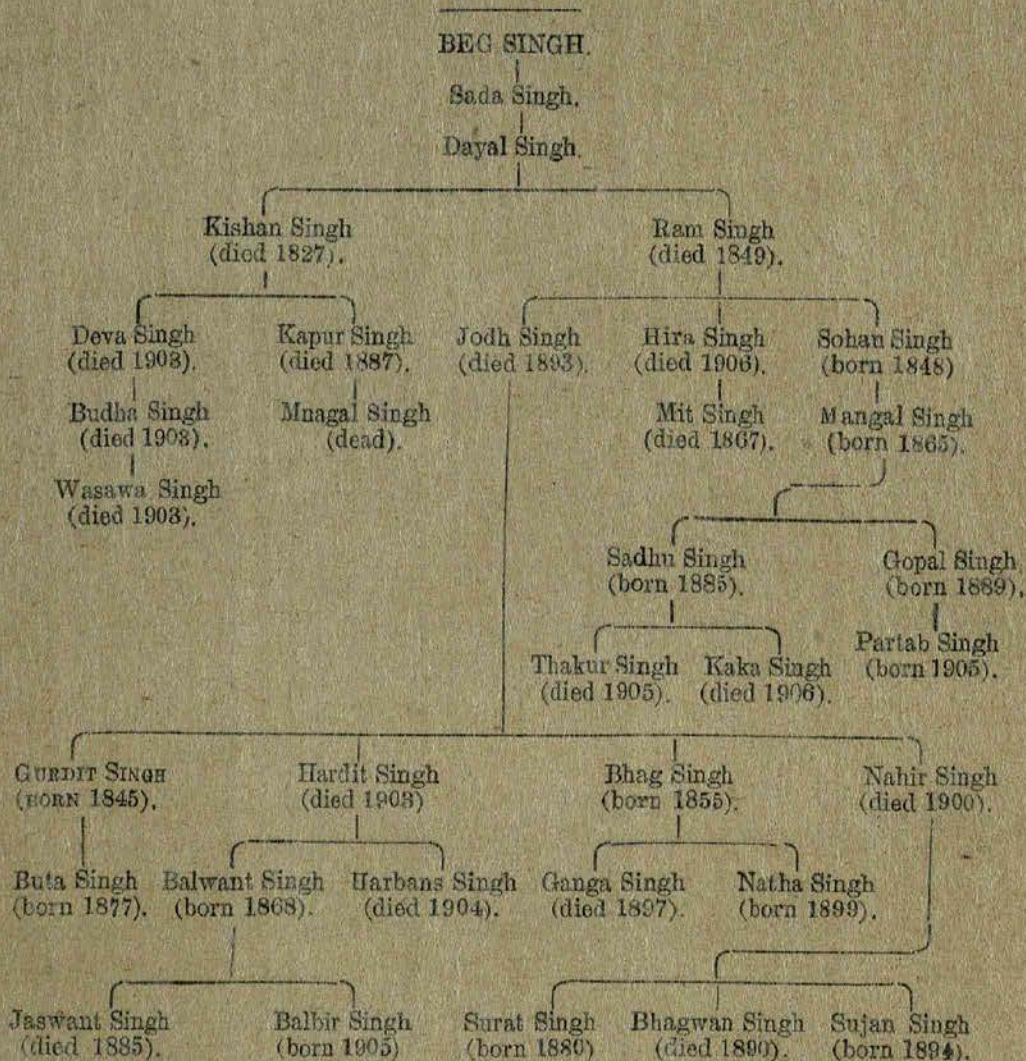 BEG SINGH.
Sada Singh.
Dayal Singh.
Kishan Singh Ram Singh
(died 1827). (died 1849).
Deva Singh Kapur Singh Jodh Singh Hira Singh Sohan Singh
(died 1903). (died 1887). (died 1893). (died 1906). (born 1848)
Budha Singh Mnagal Singh Mit Singh Mangal Singh
(died 1903). (dead). (died 1867). (born 1865).
Wasawa Singh
(died 1903).
Sadhu Singh Gopal Singh
(born 1885). (born 1889).
Thakur Singh Kaka Singh Partab Singh
(died 1905). (died 1906). (born 1905).
GURDIT SINGH Hardit Singh Bhag Singh Nahir Singh
(BORN 1845). (died 1903) (born 1855). (died 1900).
Buta Singh Balwant Singh Harbans Singh Ganga Singh Natha Singh
(born 1877). (born 1868). (died 1904). (died 1897). (born 1899).
Jaswant Singh Balbir Singh Surat Singh Bhagwan Singh Sujan Singh
(died 1885). (born 1905) (born 1880) (died 1890). (born 1894).